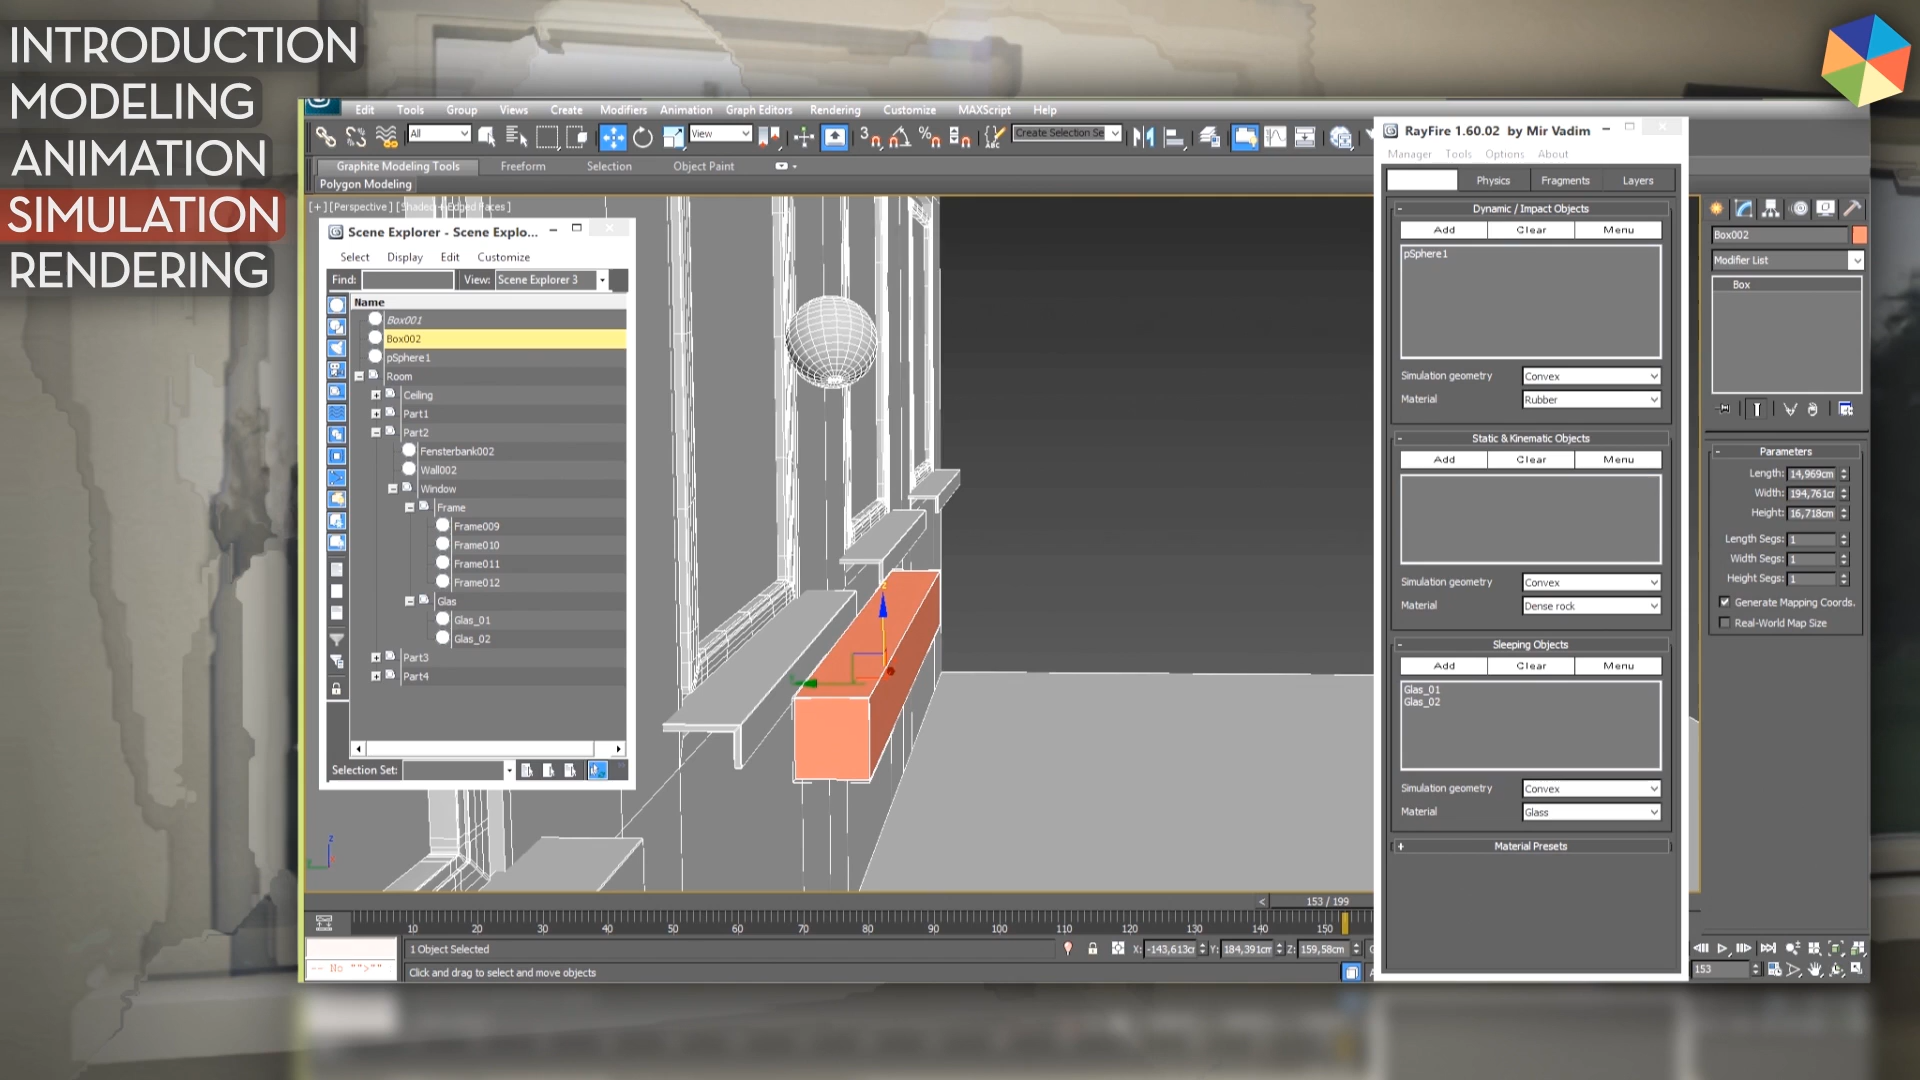 INTRODUCTION
MODELING
ANIMATION
SIMULATION
RENDERING
Edit Tools Group Views Create Modifiers Animation Graph Editors Rendering Customize MAXScript Help
All
View
Create Selection Se
Graphite Modeling Tools Freeform Selection Object Paint
Polygon Modeling
[+][Perspective][Shaded + Edged Faces]
Scene Explorer - Scene Explo...
Select Display Edit Customize
Find: View: Scene Explorer 3
Name
Box001
Box002
pSphere1
Room
Ceiling
Part1
Part2
Fensterbank002
Wall002
Window
Frame
Frame009
Frame010
Frame011
Frame012
Glas
Glas_01
Glas_02
Part3
Part4
Selection Set:
RayFire 1.60.02 by Mir Vadim
Manager Tools Options About
Physics Fragments Layers
Dynamic / Impact Objects
Add Clear Menu
pSphere1
Simulation geometry Convex
Material Rubber
Static & Kinematic Objects
Add Clear Menu
Simulation geometry Convex
Material Dense rock
Sleeping Objects
Add Clear Menu
Glas_01
Glas_02
Simulation geometry Convex
Material Glass
+ Material Presets
Box002
Modifier List
Box
Parameters
Length: 14,969cm
Width: 194,761cr
Height: 16,718cm
Length Segs: 1
Width Segs: 1
Height Segs: 1
Generate Mapping Coords.
Real-World Map Size
< 153 / 199
10 20 30 40 50 60 70 80 90 100 110 120 130 140 150
1 Object Selected
X: -143,613cr Y: 184,391cm Z: 159,58cm
-- No "">"
Click and drag to select and move objects
153